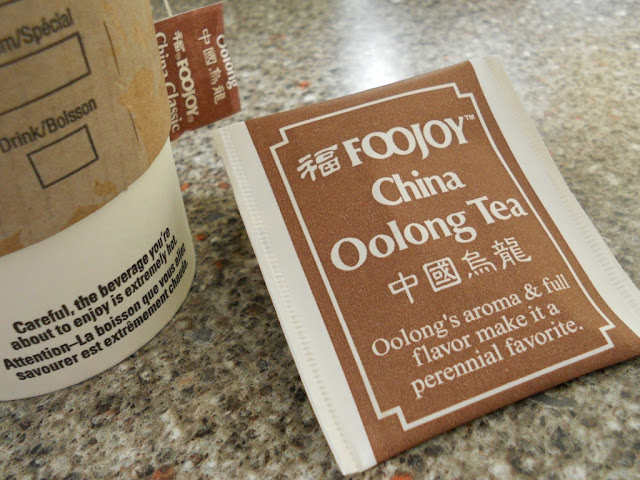 m/Spécial
Drink/Boisson
Careful, the beverage you're
about to enjoy is extremely hot.
Attention–La boisson que vous allez
savourer est extrêmement chaude.
Oolong
中國烏龍
福 FOOJOY®
China Classic
福 FOOJOY™
China
Oolong Tea
中國烏龍
Oolong's aroma & full
flavor make it a
perennial favorite.